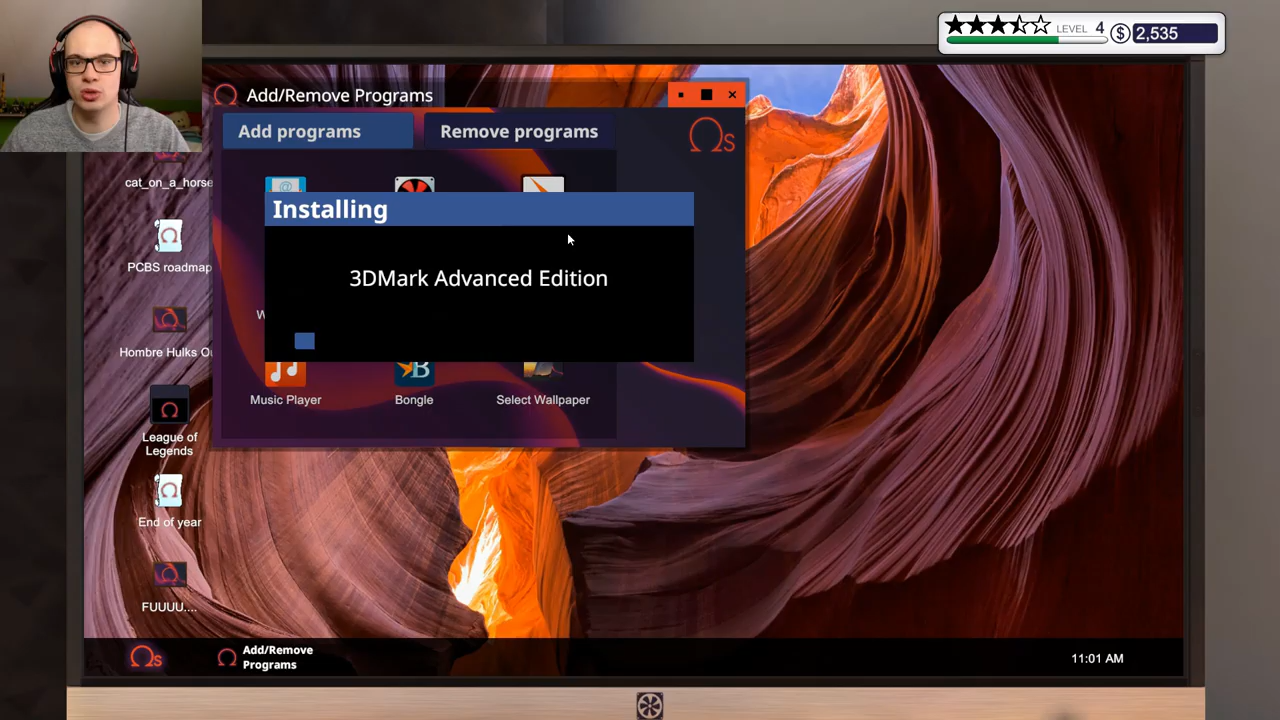 LEVEL 4
$ 2,535
Add/Remove Programs
Add programs
Remove programs
Ωs
Installing
3DMark Advanced Edition
W
Music Player
Bongle
Select Wallpaper
cat_on_a_horse
PCBS roadmap
Hombre Hulks Ou
League of
Legends
End of year
FUUUU....
Ωs
Add/Remove
Programs
11:01 AM